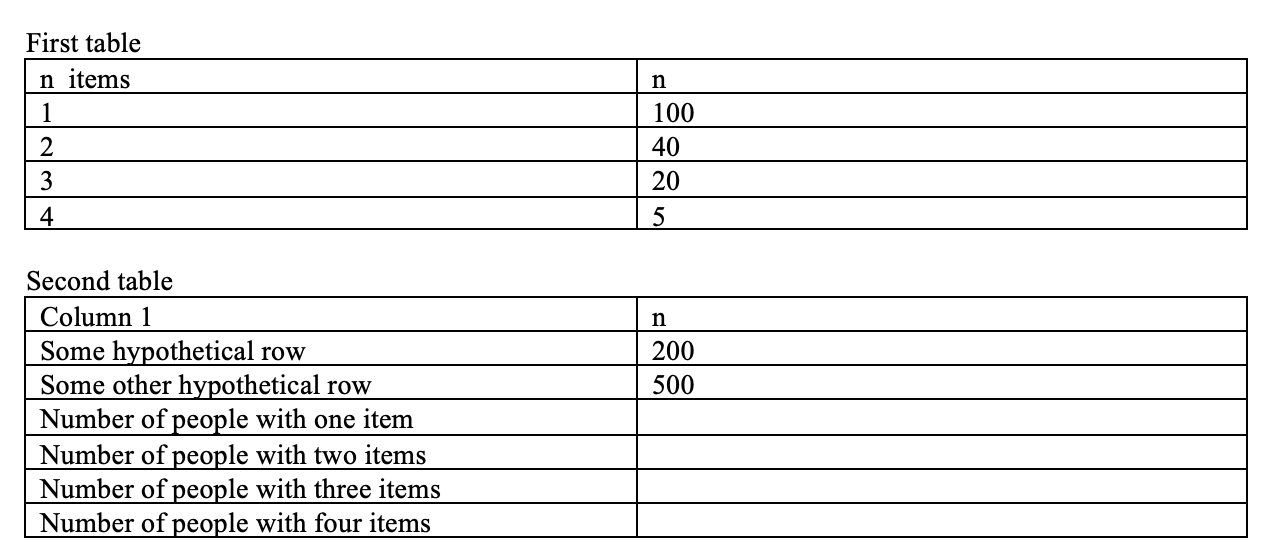 First table
n  items n
1 100
2 40
3 20
4 5
Second table
Column 1 n
Some hypothetical row 200
Some other hypothetical row 500
Number of people with one item
Number of people with two items
Number of people with three items
Number of people with four items